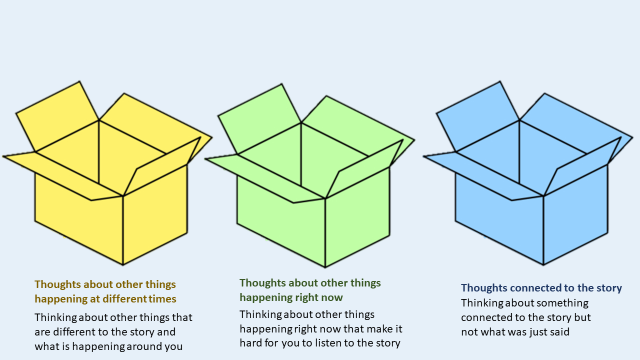 Thoughts about other things
happening at different times
Thinking about other things that
are different to the story and
what is happening around you
Thoughts about other things
happening right now
Thinking about other things
happening right now that make it
hard for you to listen to the story
Thoughts connected to the story
Thinking about something
connected to the story but
not what was just said